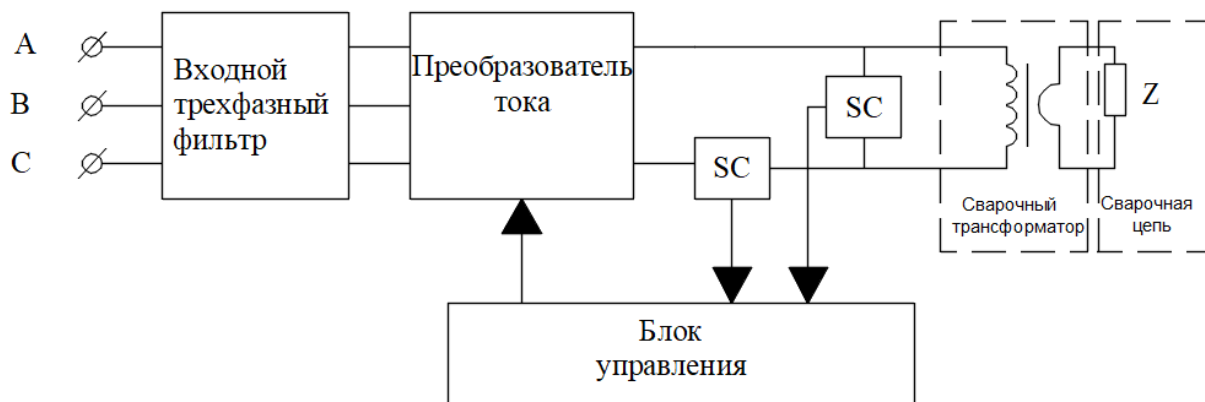 A
B
C
Входной
трехфазный
фильтр
Преобразователь
тока
SC
SC
Z
Сварочный
трансформатор
Сварочная
цепь
Блок
управления